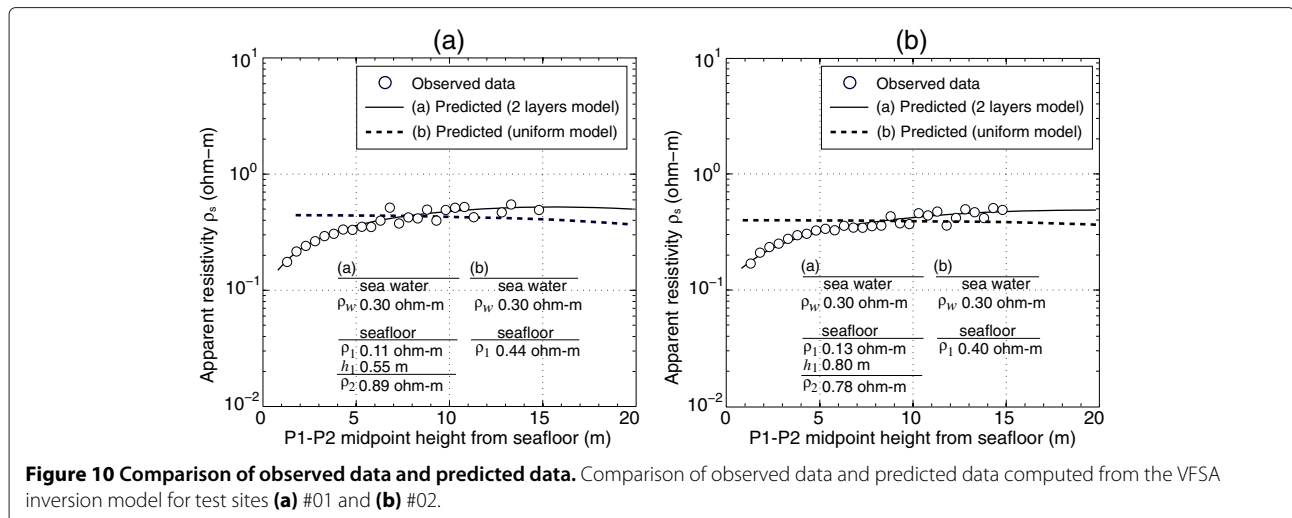 (a)
10^1
10^0
10^-1
10^-2
Apparent resistivity ρs (ohm-m)
Observed data
(a) Predicted (2 layers model)
(b) Predicted (uniform model)
(a)
sea water
ρw 0.30 ohm-m
seafloor
ρ1 0.11 ohm-m
h1 0.55 m
ρ2 0.89 ohm-m
(b)
sea water
ρw 0.30 ohm-m
seafloor
ρ1 0.44 ohm-m
0 5 10 15 20
P1-P2 midpoint height from seafloor (m)
(b)
10^1
10^0
10^-1
10^-2
Apparent resistivity ρs (ohm-m)
Observed data
(a) Predicted (2 layers model)
(b) Predicted (uniform model)
(a)
sea water
ρw 0.30 ohm-m
seafloor
ρ1 0.13 ohm-m
h1 0.80 m
ρ2 0.78 ohm-m
(b)
sea water
ρw 0.30 ohm-m
seafloor
ρ1 0.40 ohm-m
0 5 10 15 20
P1-P2 midpoint height from seafloor (m)
Figure 10 Comparison of observed data and predicted data. Comparison of observed data and predicted data computed from the VFSA
inversion model for test sites (a) #01 and (b) #02.